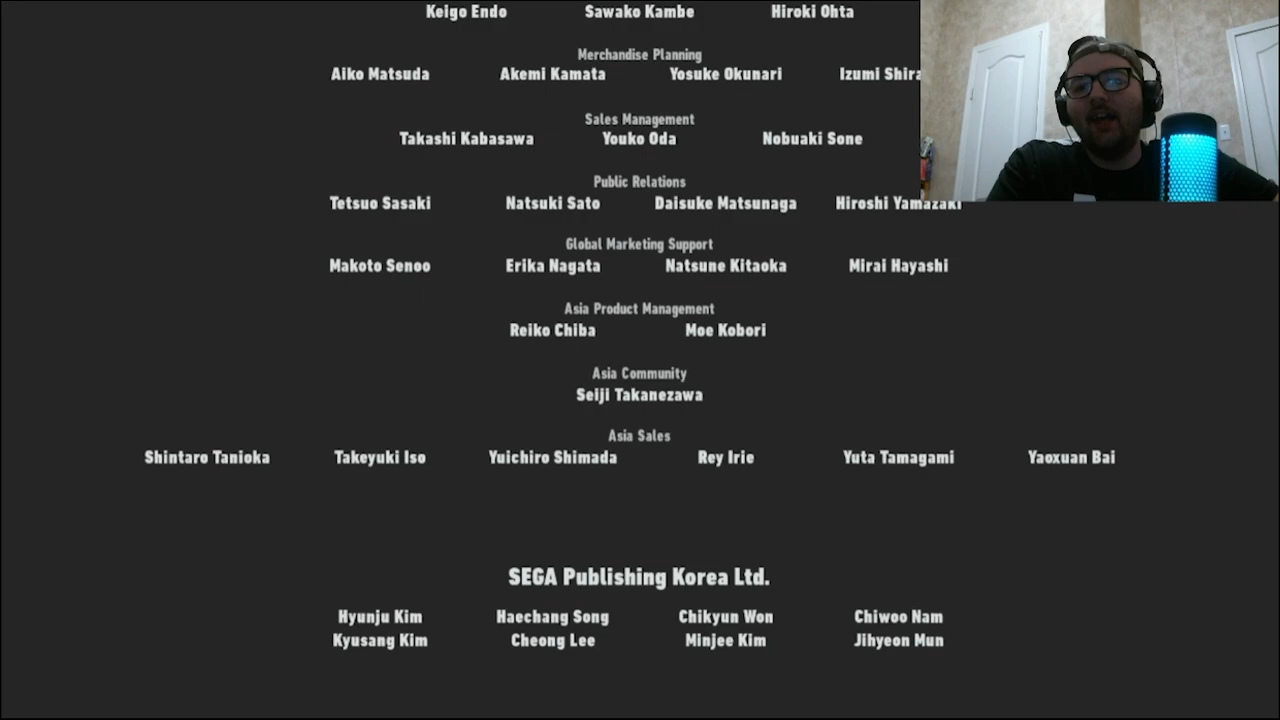 Keigo Endo Sawako Kambe Hiroki Ohta
Merchandise Planning
Aiko Matsuda Akemi Kamata Yosuke Okunari Izumi
Sales Management
Takashi Kabasawa Youko Oda Nobuaki Sone
Public Relations
Tetsuo Sasaki Natsuki Sato Daisuke Matsunaga Hiroshi Yamazaki
Global Marketing Support
Makoto Senoo Erika Nagata Natsune Kitaoka Mirai Hayashi
Asia Product Management
Reiko Chiba Moe Kobori
Asia Community
Seiji Takanezawa
Asia Sales
Shintaro Tanioka Takeyuki Iso Yuichiro Shimada Rey Irie Yuta Tamagami Yaoxuan Bai
SEGA Publishing Korea Ltd.
Hyunju Kim Haechang Song Chikyun Won Chiwoo Nam
Kyusang Kim Cheong Lee Minjee Kim Jihyeon Mun